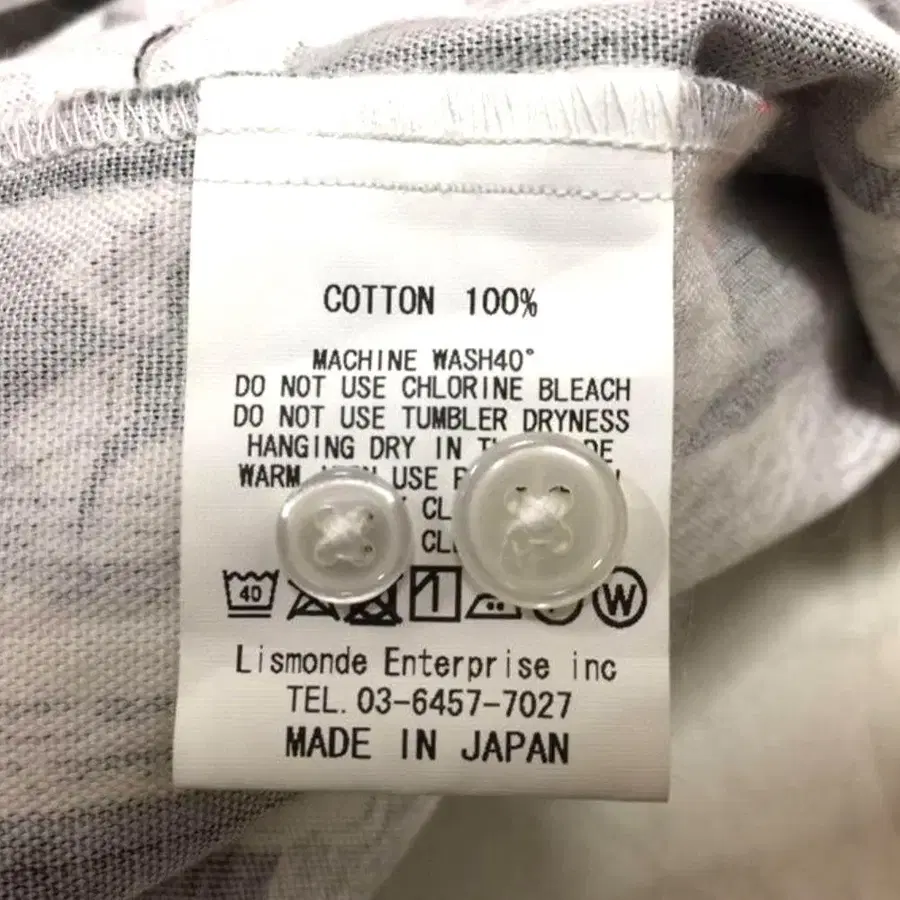 COTTON 100%
MACHINE WASH40°
DO NOT USE CHLORINE BLEACH
DO NOT USE TUMBLER DRYNESS
HANGING DRY IN
WARM USE
40
W
Lismonde Enterprise inc
TEL. 03-6457-7027
MADE IN JAPAN